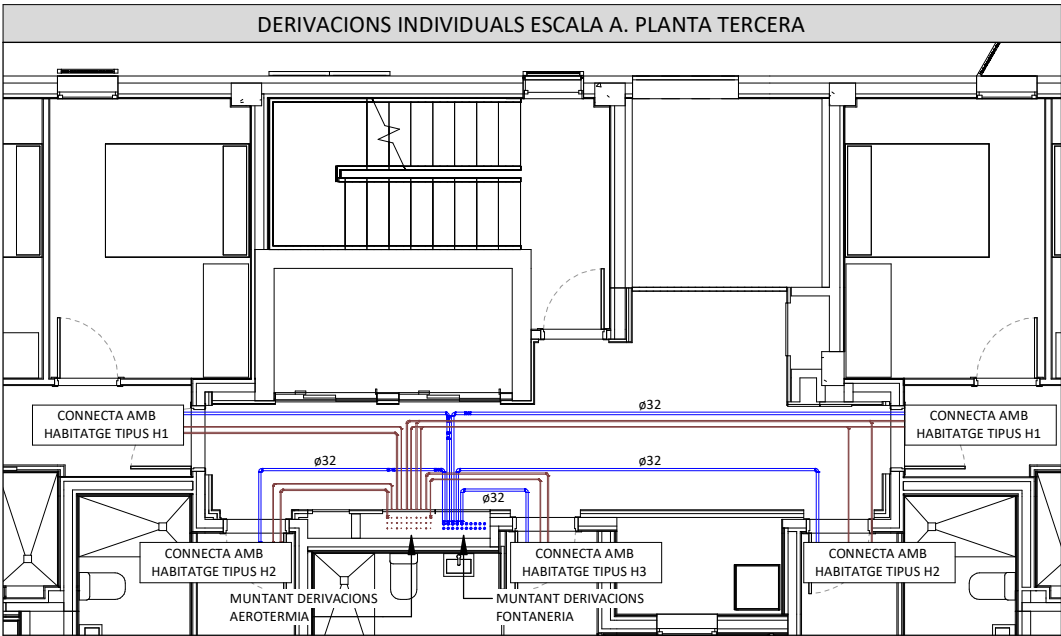 DERIVACIONS INDIVIDUALS ESCALA A. PLANTA TERCERA
ø32
CONNECTA AMB
HABITATGE TIPUS H1
CONNECTA AMB
HABITATGE TIPUS H1
ø32
ø32
ø32
CONNECTA AMB
HABITATGE TIPUS H2
CONNECTA AMB
HABITATGE TIPUS H3
CONNECTA AMB
HABITATGE TIPUS H2
MUNTANT DERIVACIONS
AEROTERMIA
MUNTANT DERIVACIONS
FONTANERIA